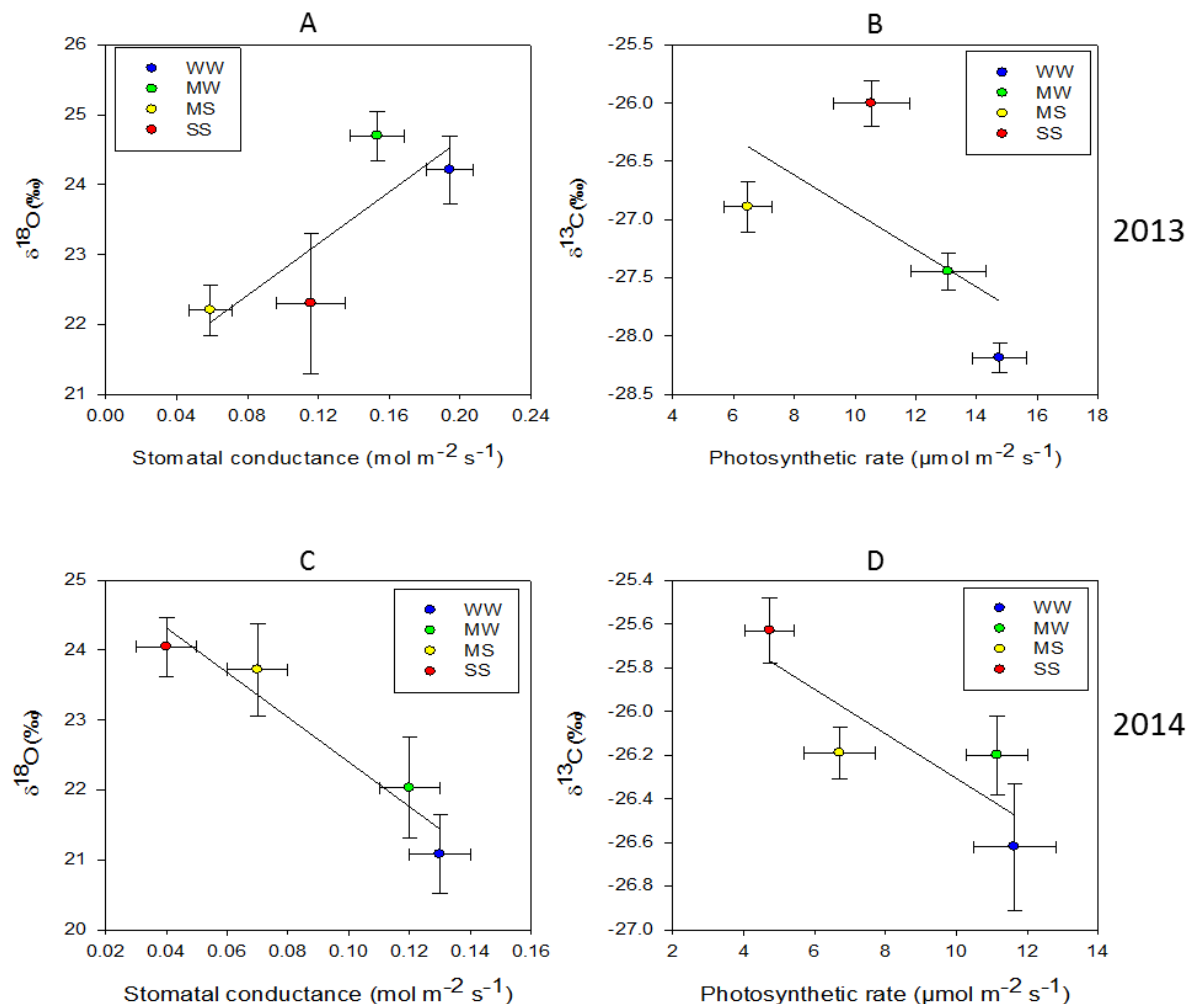 A
26
25
24
23
22
21
δ18O(‰)
WW
MW
MS
SS
0.00 0.04 0.08 0.12 0.16 0.20 0.24
Stomatal conductance (mol m-2 s-1)
B
-25.5
-26.0
-26.5
-27.0
-27.5
-28.0
-28.5
δ13C(‰)
WW
MW
MS
SS
4 6 8 10 12 14 16 18
Photosynthetic rate (µmol m-2 s-1)
2013
C
25
24
23
22
21
20
δ18O(‰)
WW
MW
MS
SS
0.02 0.04 0.06 0.08 0.10 0.12 0.14 0.16
Stomatal conductance (mol m-2 s-1)
D
-25.4
-25.6
-25.8
-26.0
-26.2
-26.4
-26.6
-26.8
-27.0
δ13C(‰)
WW
MW
MS
SS
2 4 6 8 10 12 14
Photosynthetic rate (µmol m-2 s-1)
2014